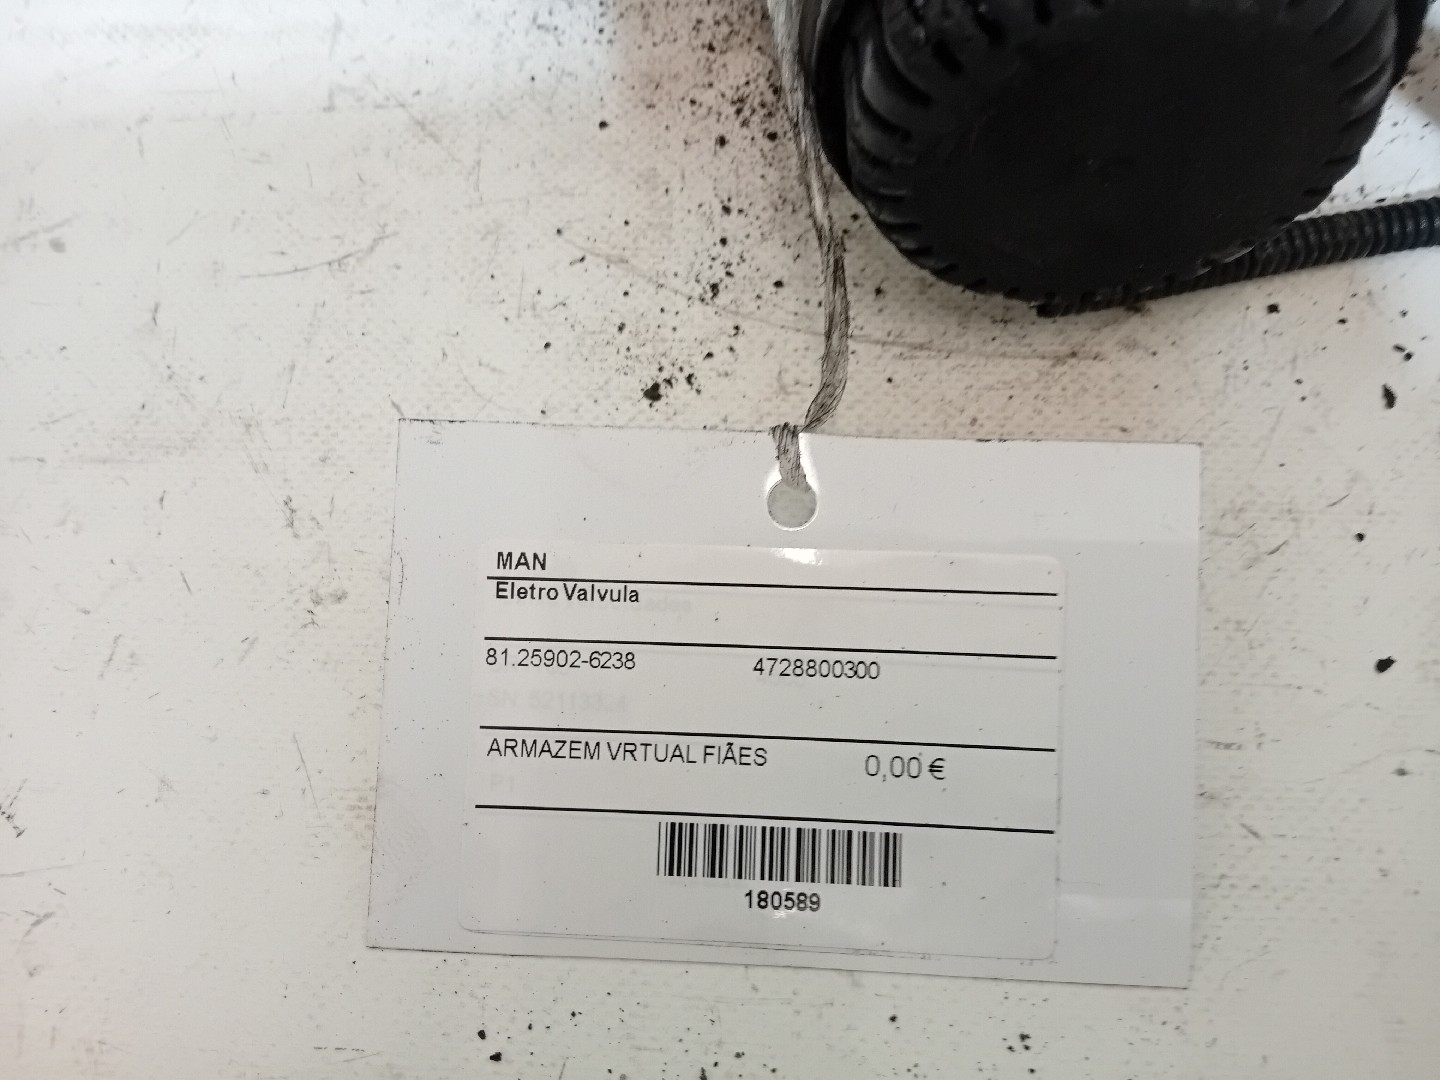 MAN
Eletro Valvula
81.25902-6238 4728800300
ARMAZEM VRTUAL FIÃES 0,00 €
180589